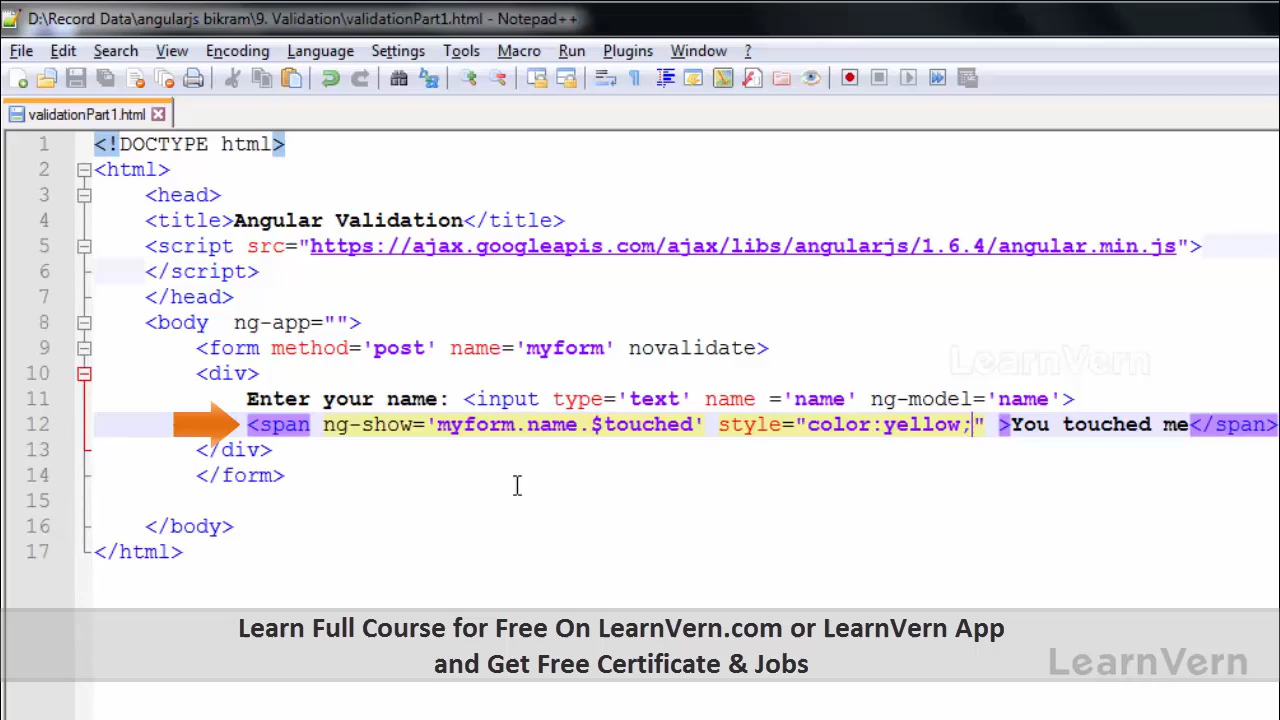 D:\Record Data\angularjs bikram\9. Validation\validationPart1.html - Notepad++
File Edit Search View Encoding Language Settings Tools Macro Run Plugins Window ?
validationPart1.html
1 <!DOCTYPE html>
2 <html>
3 <head>
4 <title>Angular Validation</title>
5 <script src="https://ajax.googleapis.com/ajax/libs/angularjs/1.6.4/angular.min.js">
6 </script>
7 </head>
8 <body  ng-app="">
9 <form method='post' name='myform' novalidate>
LearnVern
10 <div>
11 Enter your name: <input type='text' name ='name' ng-model='name'>
12 <span ng-show='myform.name.$touched' style="color:yellow;" >You touched me</span>
13 </div>
14 </form>
15
16 </body>
17 </html>
Learn Full Course for Free On LearnVern.com or LearnVern App
and Get Free Certificate & Jobs
LearnVern